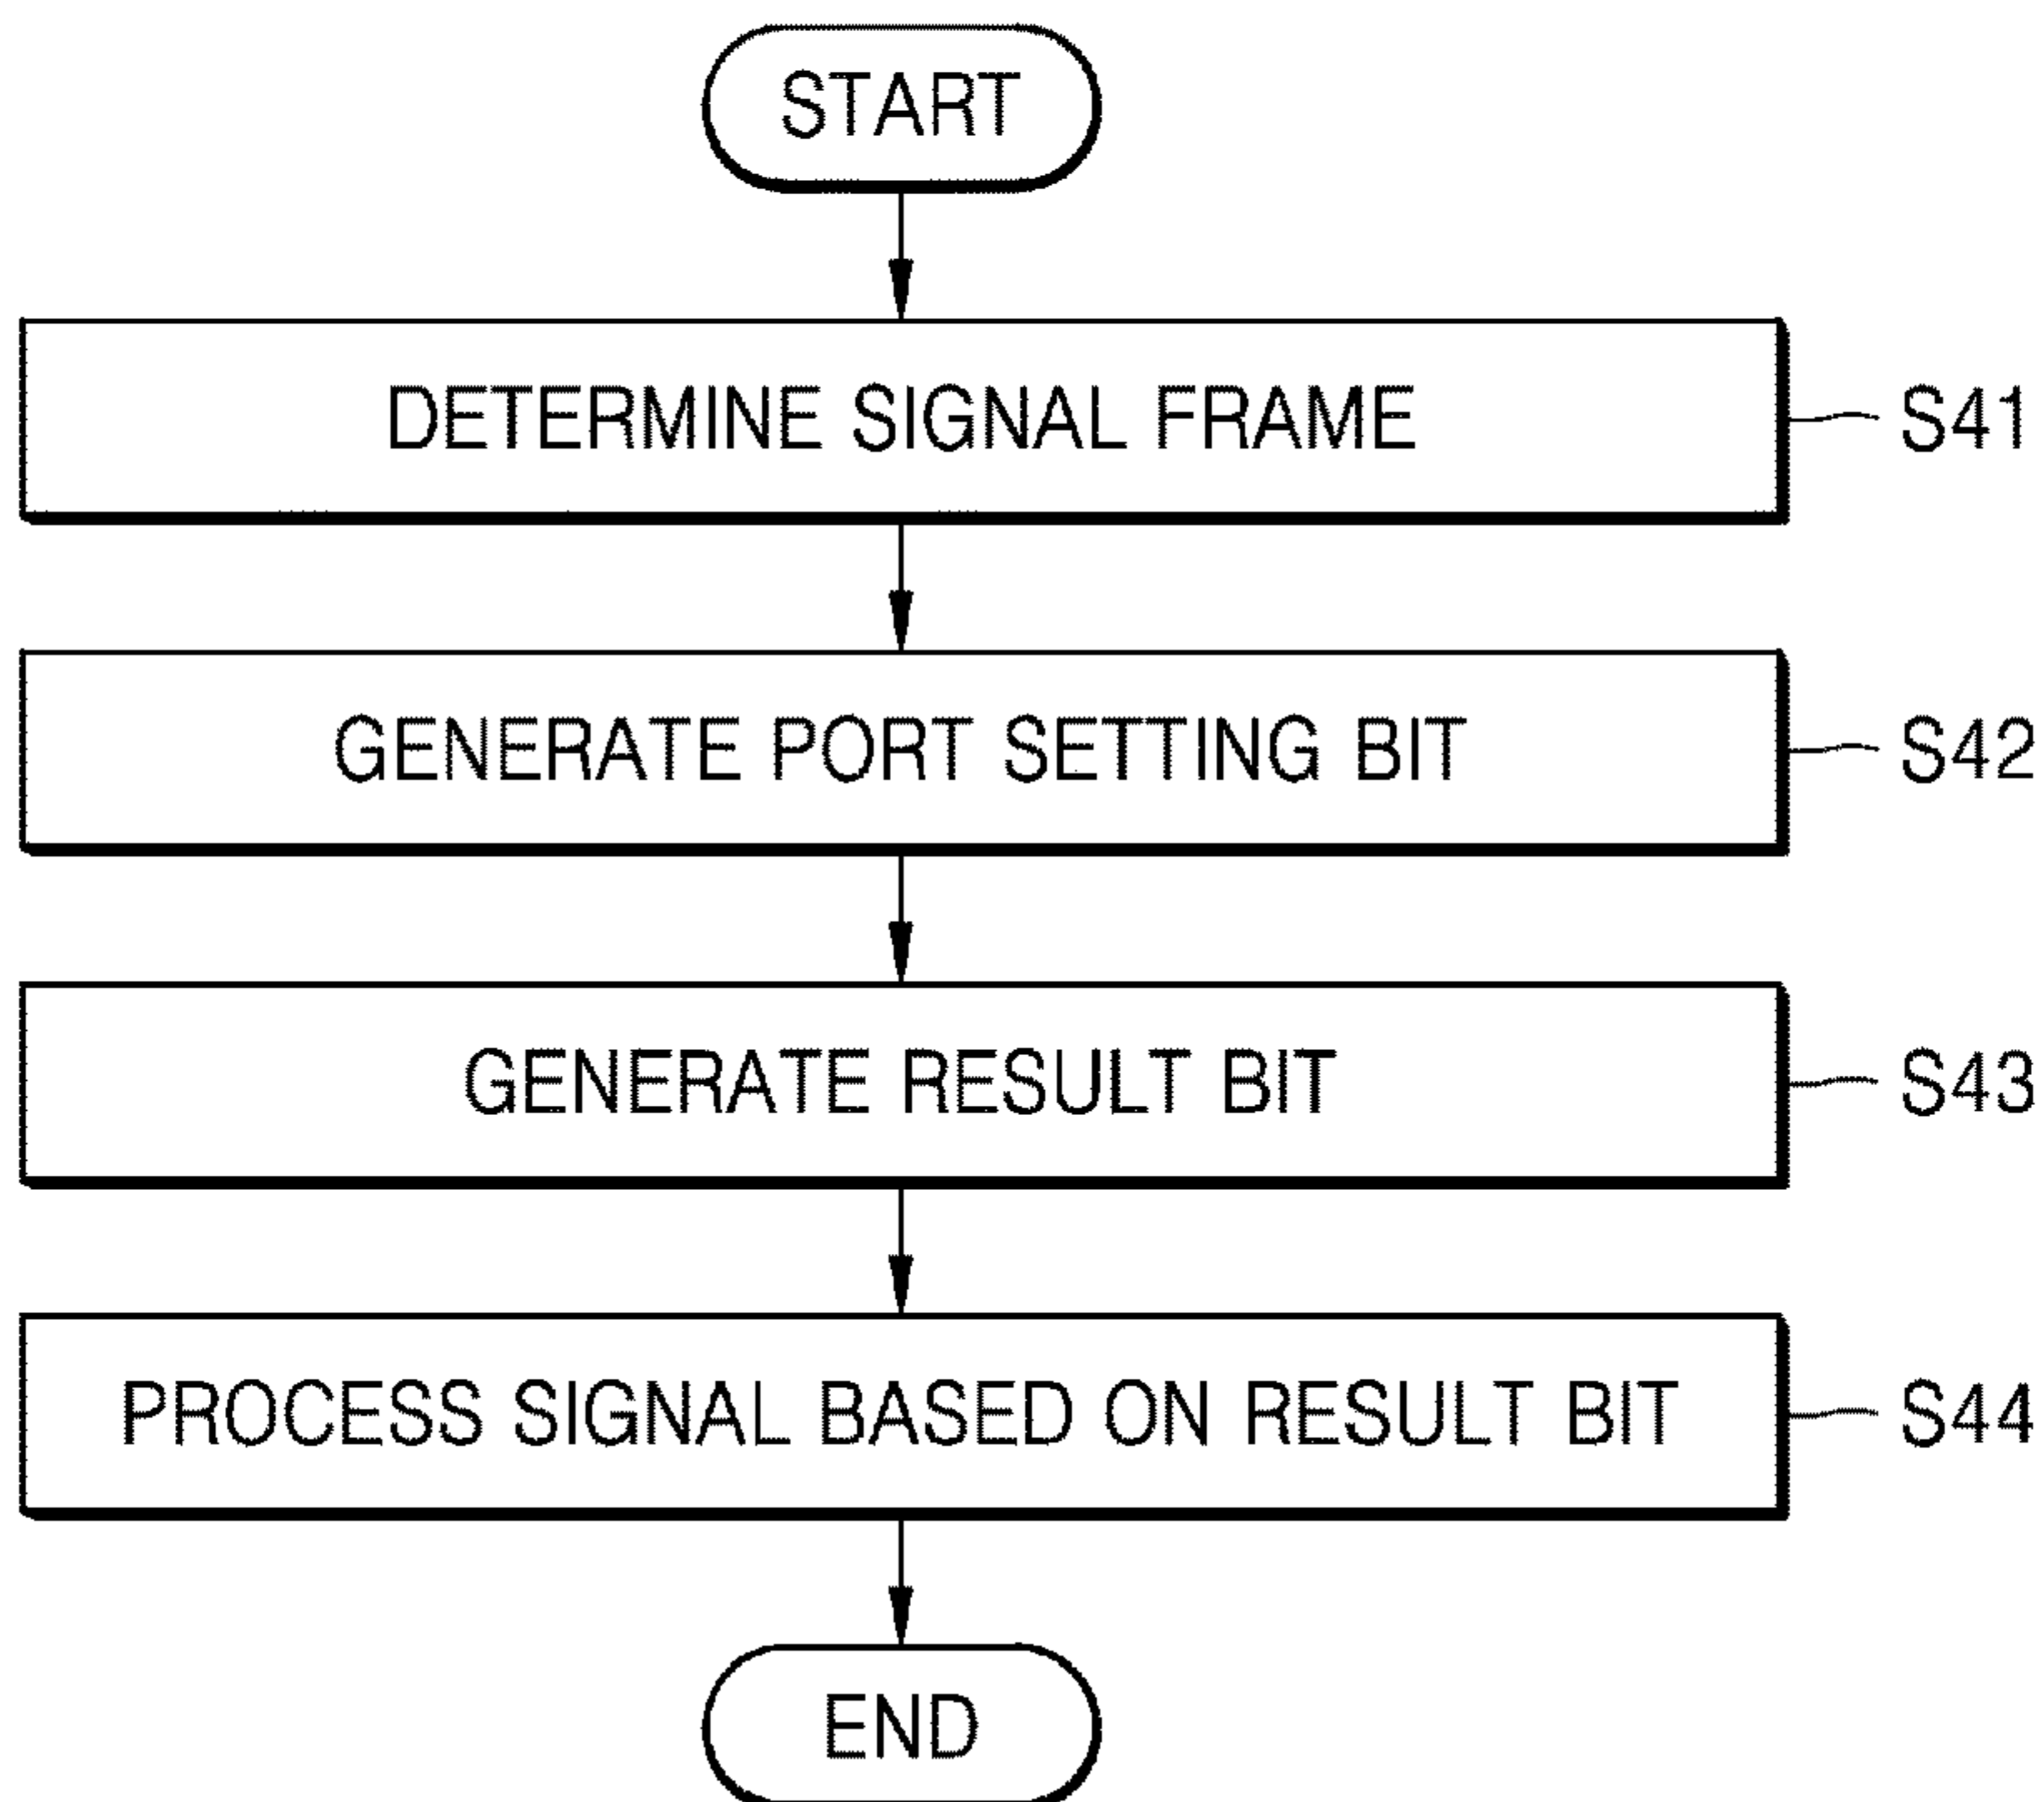 START
DETERMINE SIGNAL FRAME S41
GENERATE PORT SETTING BIT S42
GENERATE RESULT BIT S43
PROCESS SIGNAL BASED ON RESULT BIT S44
END